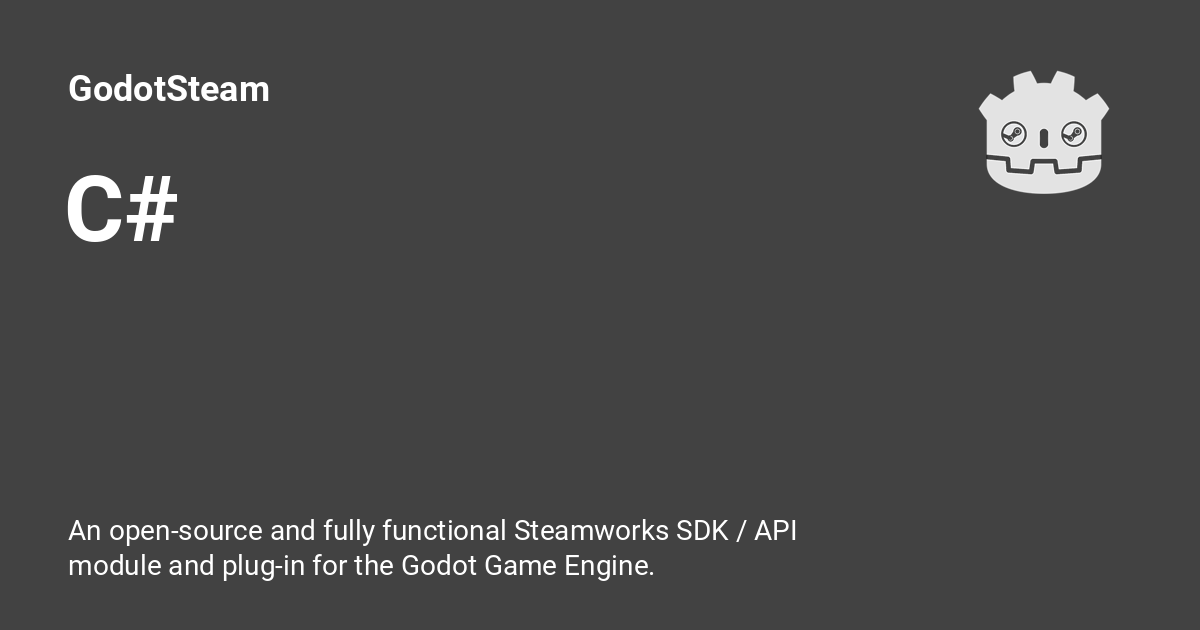 GodotSteam
C#
An open-source and fully functional Steamworks SDK / API
module and plug-in for the Godot Game Engine.